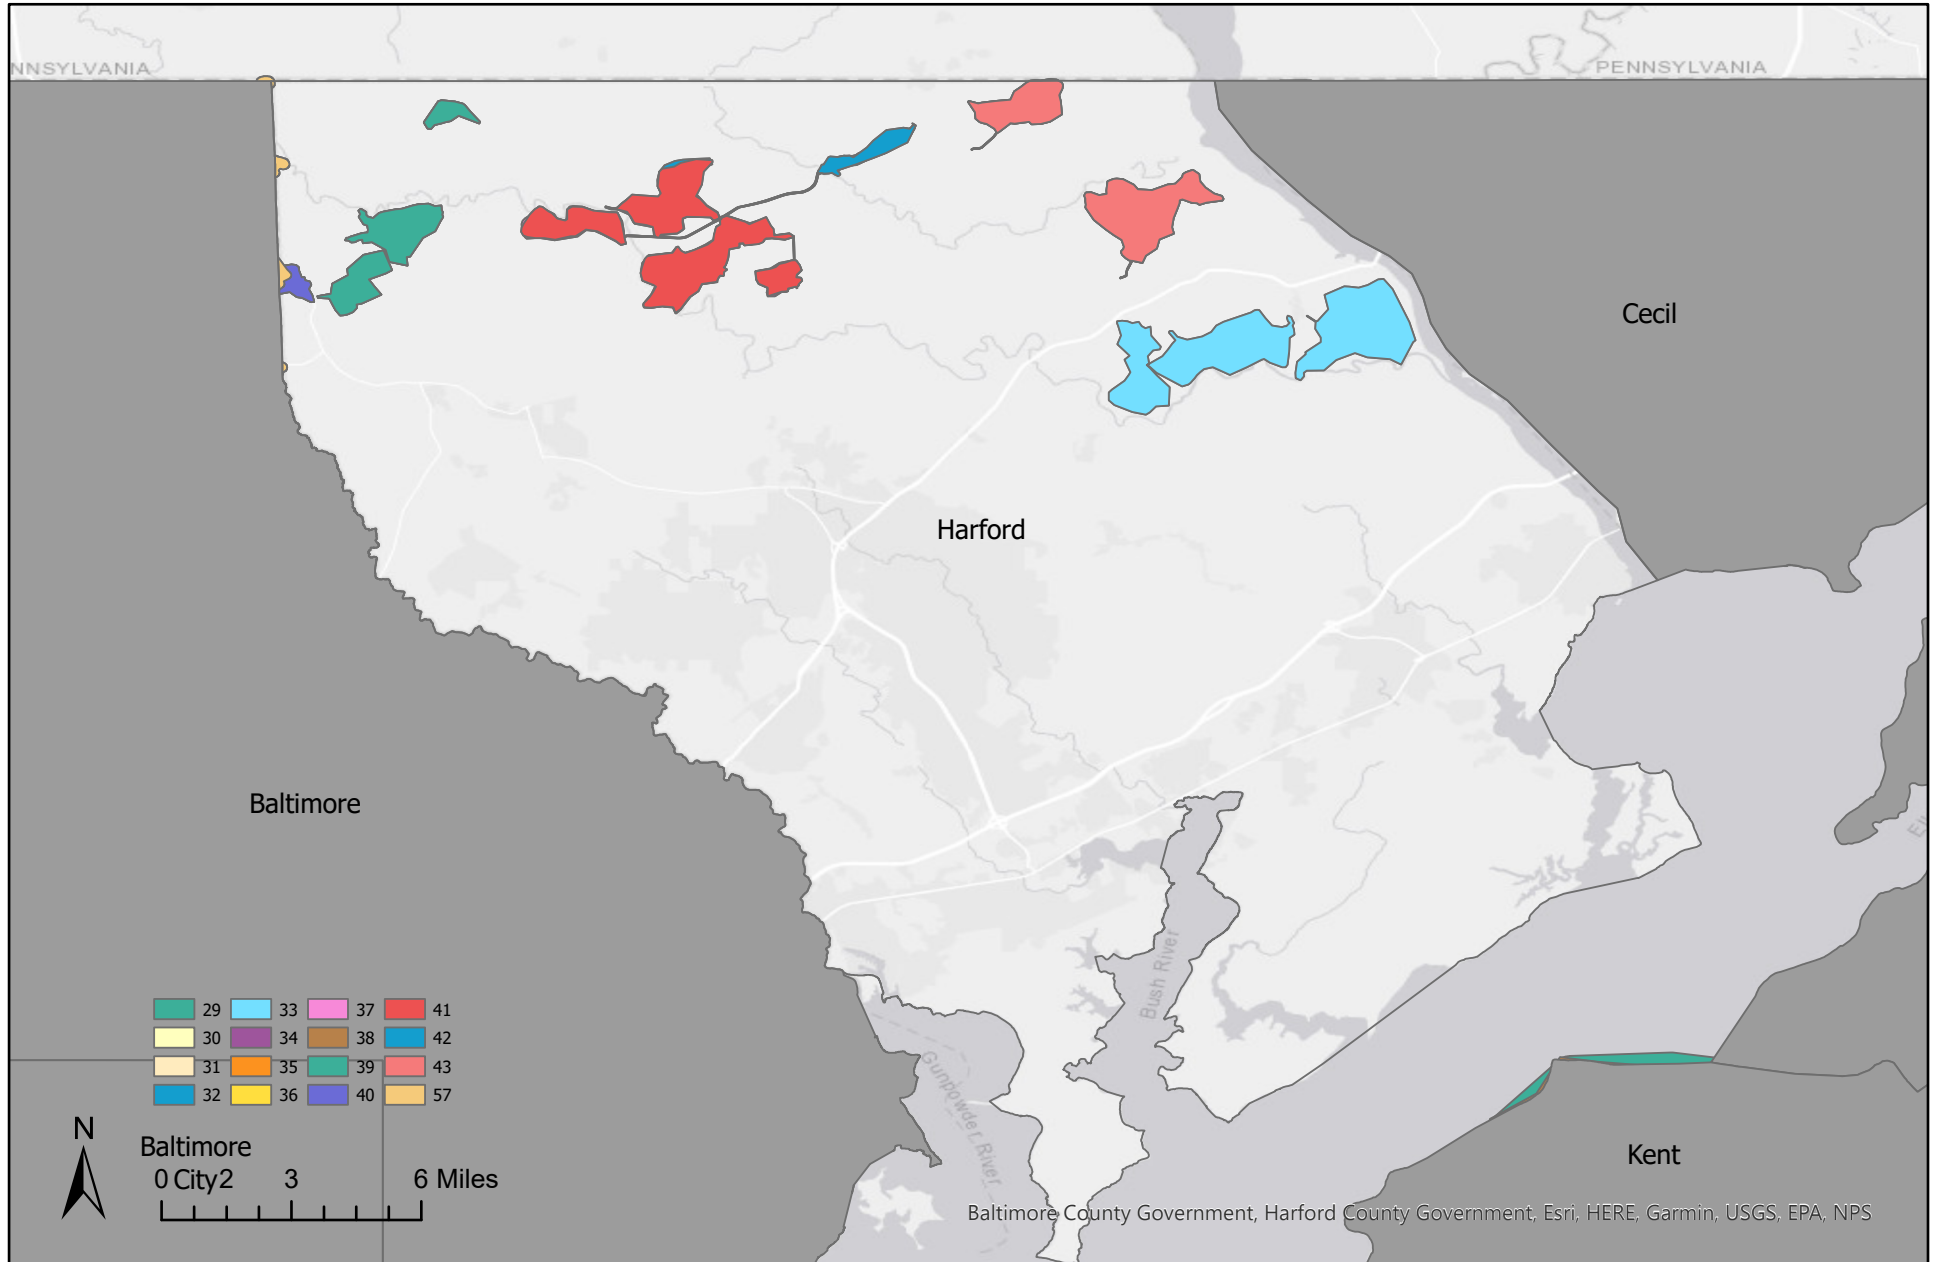 NNSYLVANIA
PENNSYLVANIA
Cecil
Harford
Baltimore
Bush River
Gunpowder River
El
29 33 37 41
30 34 38 42
31 35 39 43
32 36 40 57
N
Baltimore
City
0 2 3 6 Miles
Kent
Baltimore County Government, Harford County Government, Esri, HERE, Garmin, USGS, EPA, NPS